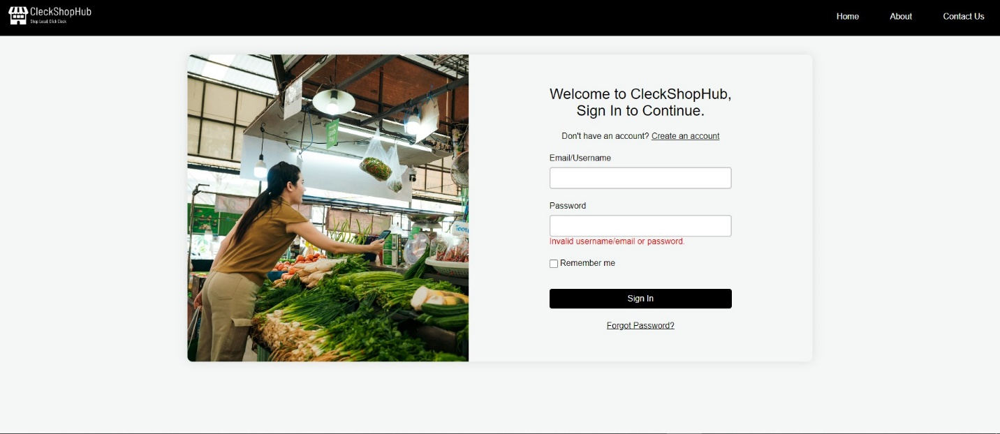 CleckShopHub
Shop Local, Click Cleck
Home About Contact Us
Welcome to CleckShopHub,
Sign In to Continue.
Don't have an account? Create an account
Email/Username
Password
Invalid username/email or password.
Remember me
Sign In
Forgot Password?